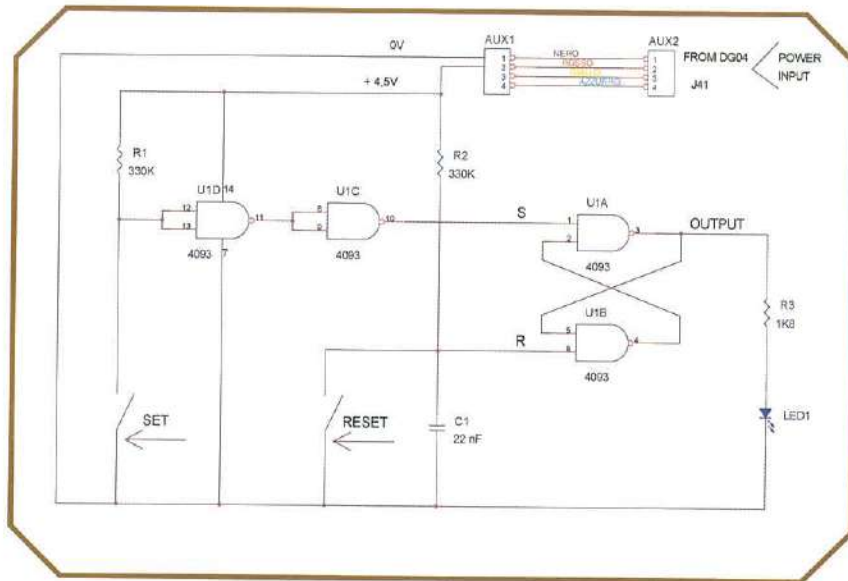 0V
AUX1
AUX2
NERO
ROSSO
1
2
3
4
1
2
3
4
FROM DG04
J41
POWER
INPUT
+ 4,5V
AZZURRO
R1
330K
R2
330K
U1D
14
12
13
11
4093
7
U1C
8
9
10
4093
S
U1A
1
2
3
4093
OUTPUT
R3
1K8
U1B
5
6
4
4093
R
SET
RESET
C1
22 nF
LED1